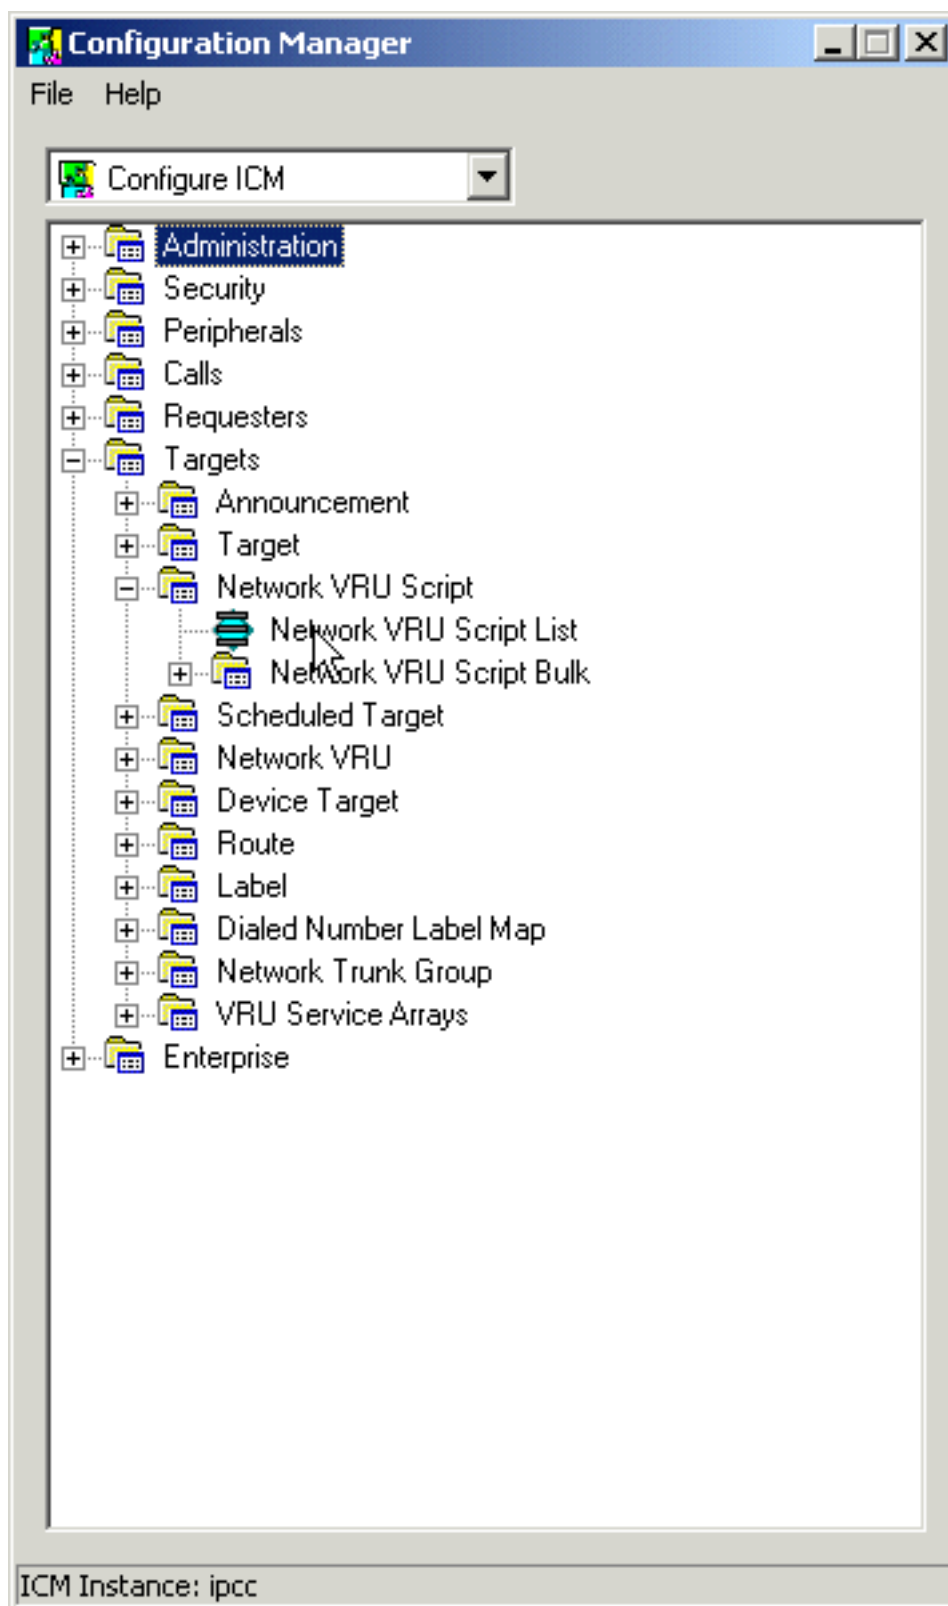 Configuration Manager
File Help
Configure ICM
Administration
Security
Peripherals
Calls
Requesters
Targets
Announcement
Target
Network VRU Script
Network VRU Script List
Network VRU Script Bulk
Scheduled Target
Network VRU
Device Target
Route
Label
Dialed Number Label Map
Network Trunk Group
VRU Service Arrays
Enterprise
ICM Instance: ipcc